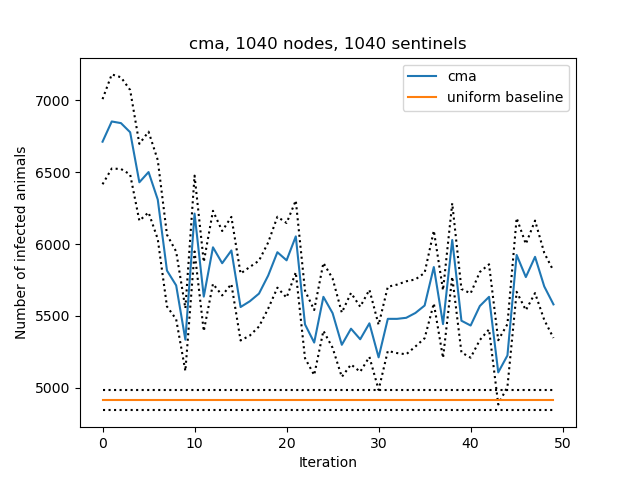 cma, 1040 nodes, 1040 sentinels
cma
uniform baseline
Number of infected animals
7000
6500
6000
5500
5000
0 10 20 30 40 50
Iteration